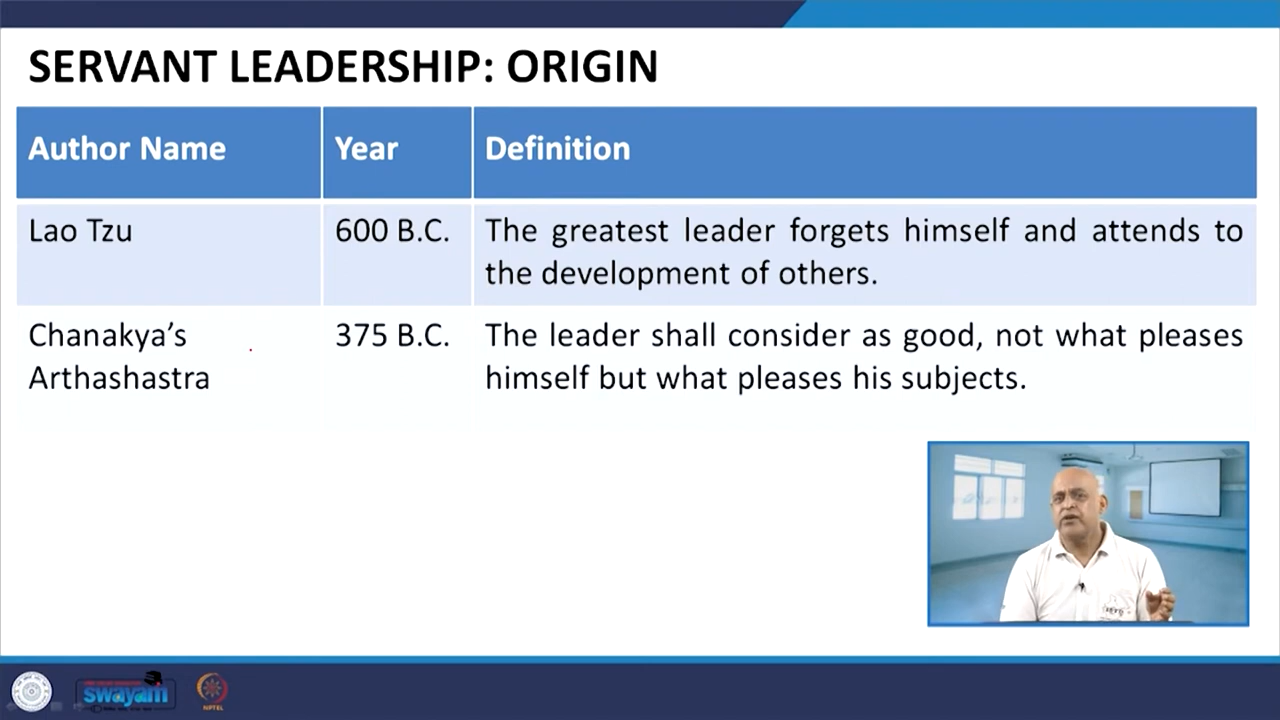 SERVANT LEADERSHIP: ORIGIN
Author Name Year Definition
Lao Tzu 600 B.C. The greatest leader forgets himself and attends to
the development of others.
Chanakya's 375 B.C. The leader shall consider as good, not what pleases
Arthashastra himself but what pleases his subjects.
swayam
NPTEL